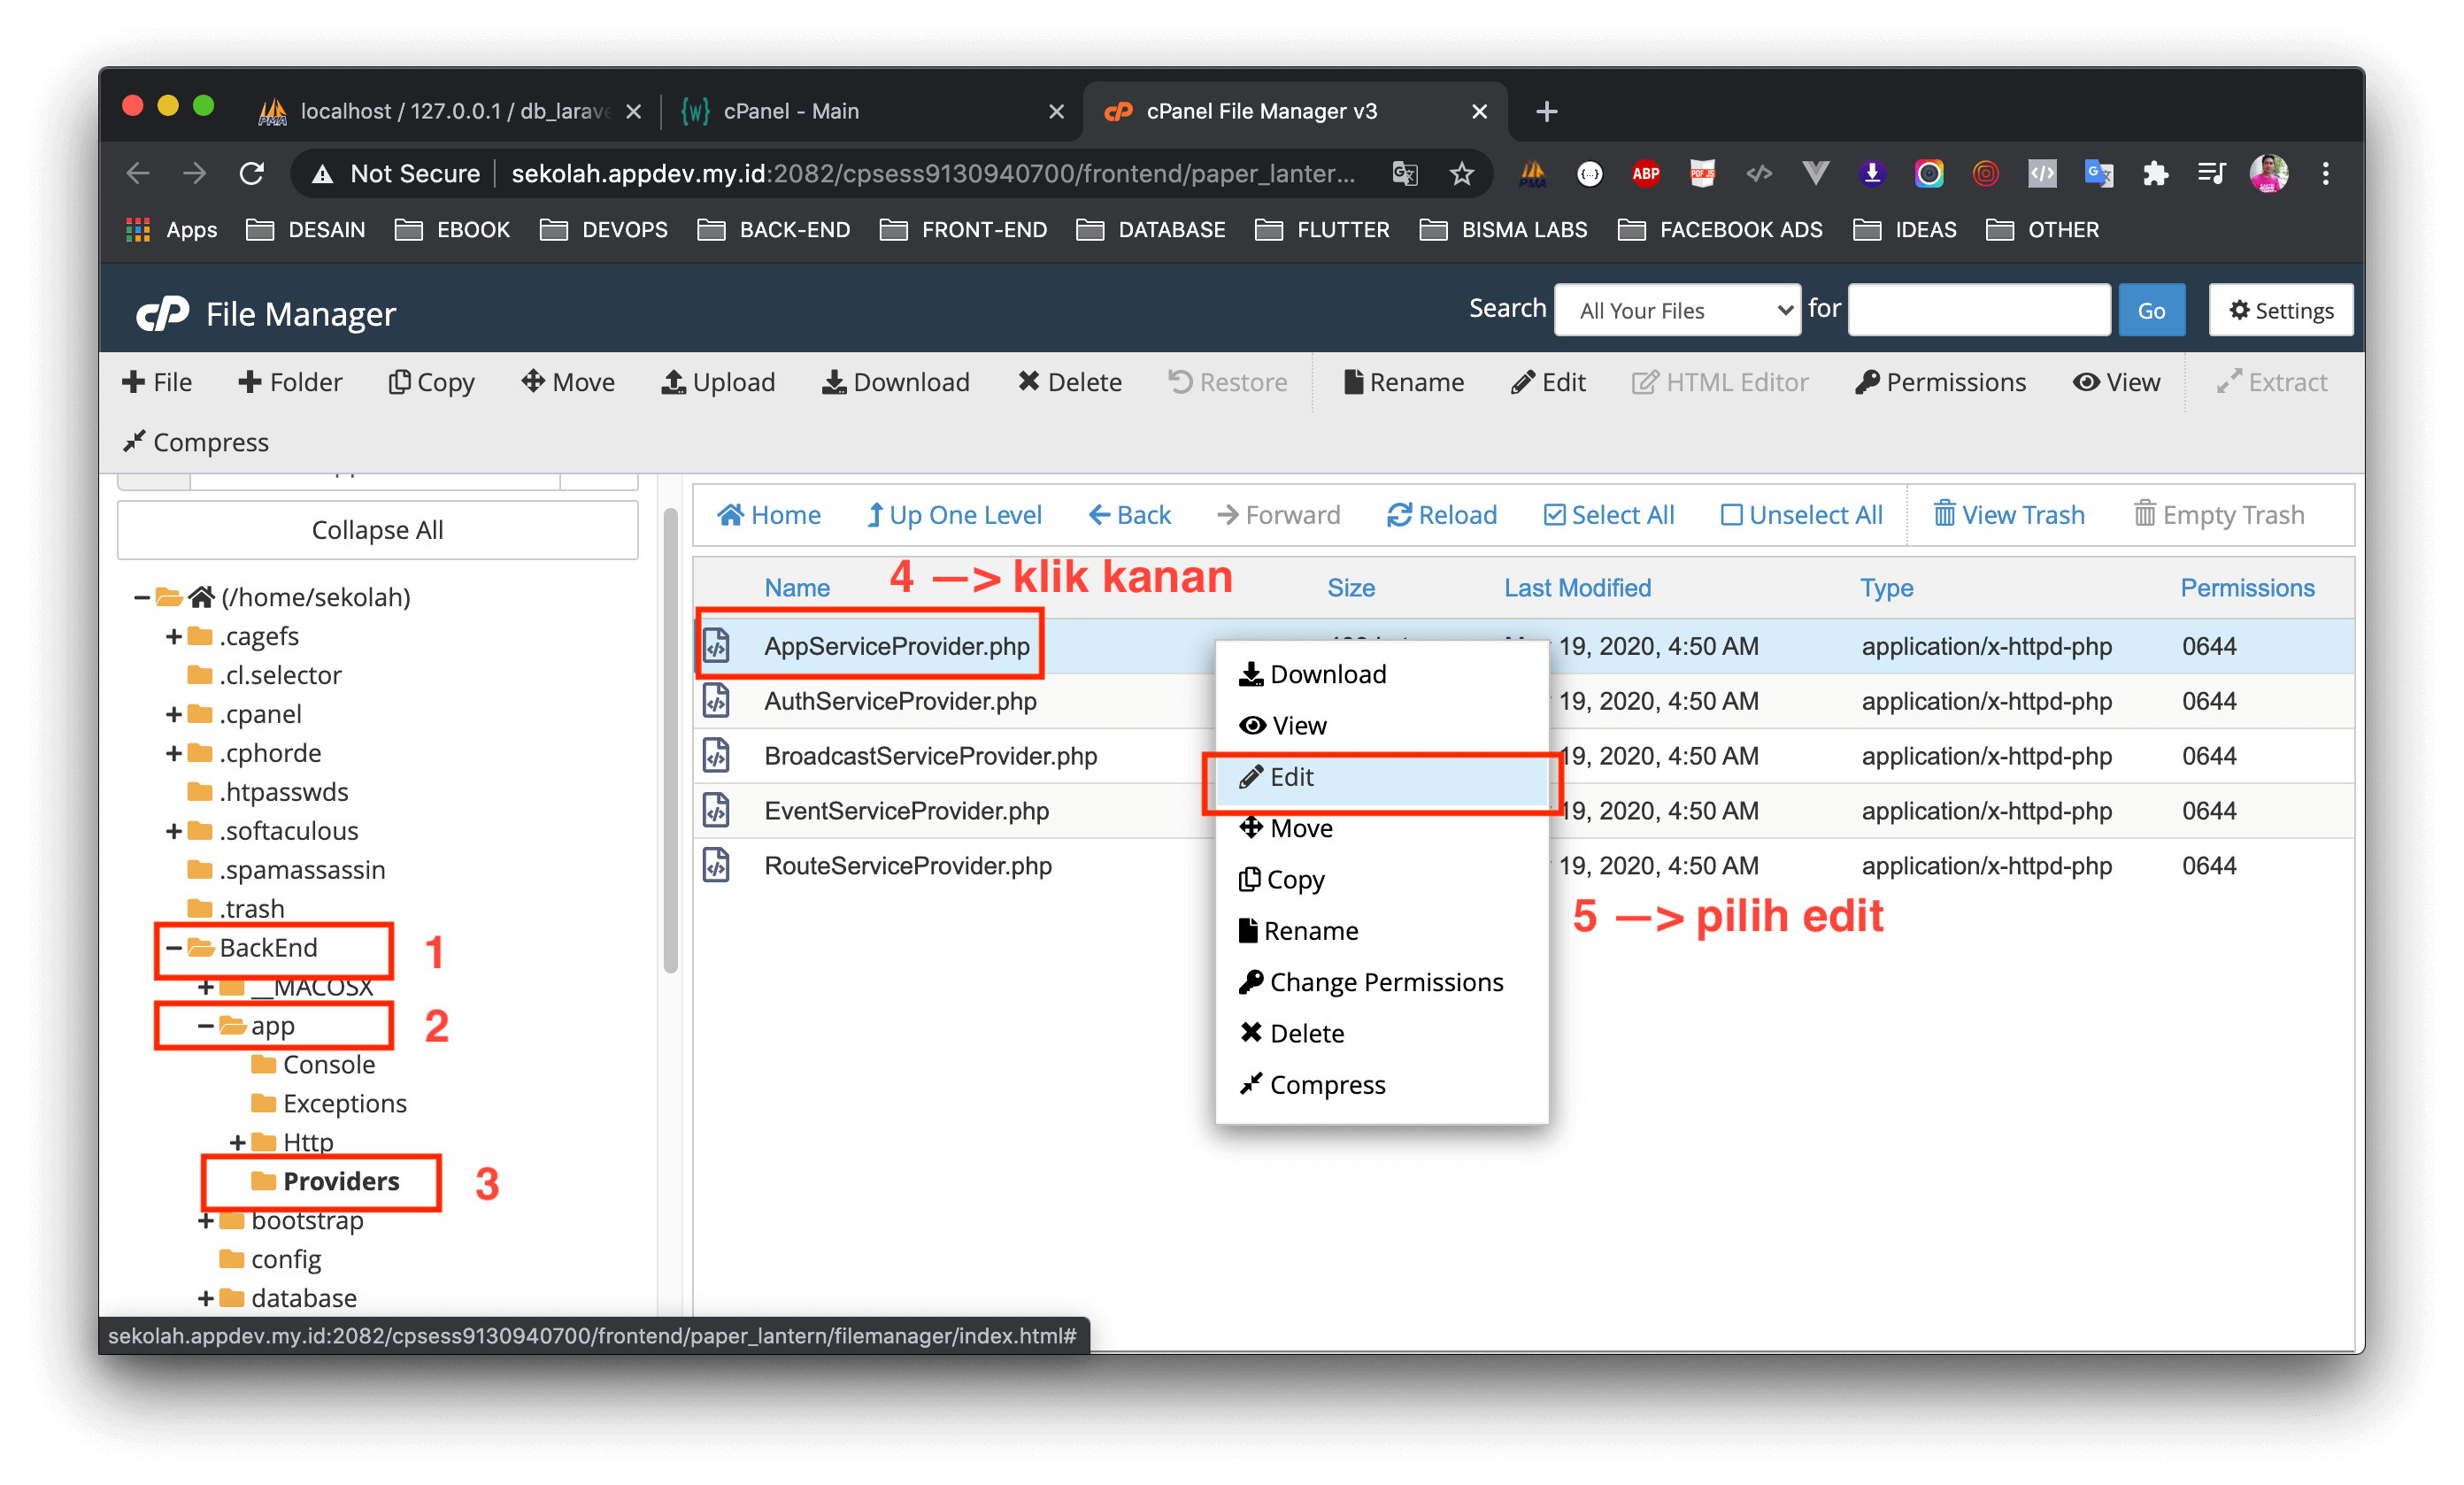 localhost / 127.0.0.1 / db_larav
cPanel - Main
cPanel File Manager v3
Not Secure
sekolah.appdev.my.id:2082/cpsess9130940700/frontend/paper_lanter...
ABP
PDF JS
Apps
DESAIN
EBOOK
DEVOPS
BACK-END
FRONT-END
DATABASE
FLUTTER
BISMA LABS
FACEBOOK ADS
IDEAS
OTHER
cP File Manager
Search
All Your Files
for
Go
Settings
File
Folder
Copy
Move
Upload
Download
Delete
Restore
Rename
Edit
HTML Editor
Permissions
View
Extract
Compress
Collapse All
(/home/sekolah)
.cagefs
.cl.selector
.cpanel
.cphorde
.htpasswds
.softaculous
.spamassassin
.trash
BackEnd
1
__MACOSX
app
2
Console
Exceptions
Http
Providers
3
bootstrap
config
database
Home
Up One Level
Back
Forward
Reload
Select All
Unselect All
View Trash
Empty Trash
Name
4 —> klik kanan
Size
Last Modified
Type
Permissions
AppServiceProvider.php
19, 2020, 4:50 AM
application/x-httpd-php
0644
AuthServiceProvider.php
19, 2020, 4:50 AM
application/x-httpd-php
0644
BroadcastServiceProvider.php
19, 2020, 4:50 AM
application/x-httpd-php
0644
EventServiceProvider.php
19, 2020, 4:50 AM
application/x-httpd-php
0644
RouteServiceProvider.php
19, 2020, 4:50 AM
application/x-httpd-php
0644
Download
View
Edit
Move
Copy
Rename
Change Permissions
Delete
Compress
5 —> pilih edit
sekolah.appdev.my.id:2082/cpsess9130940700/frontend/paper_lantern/filemanager/index.html#